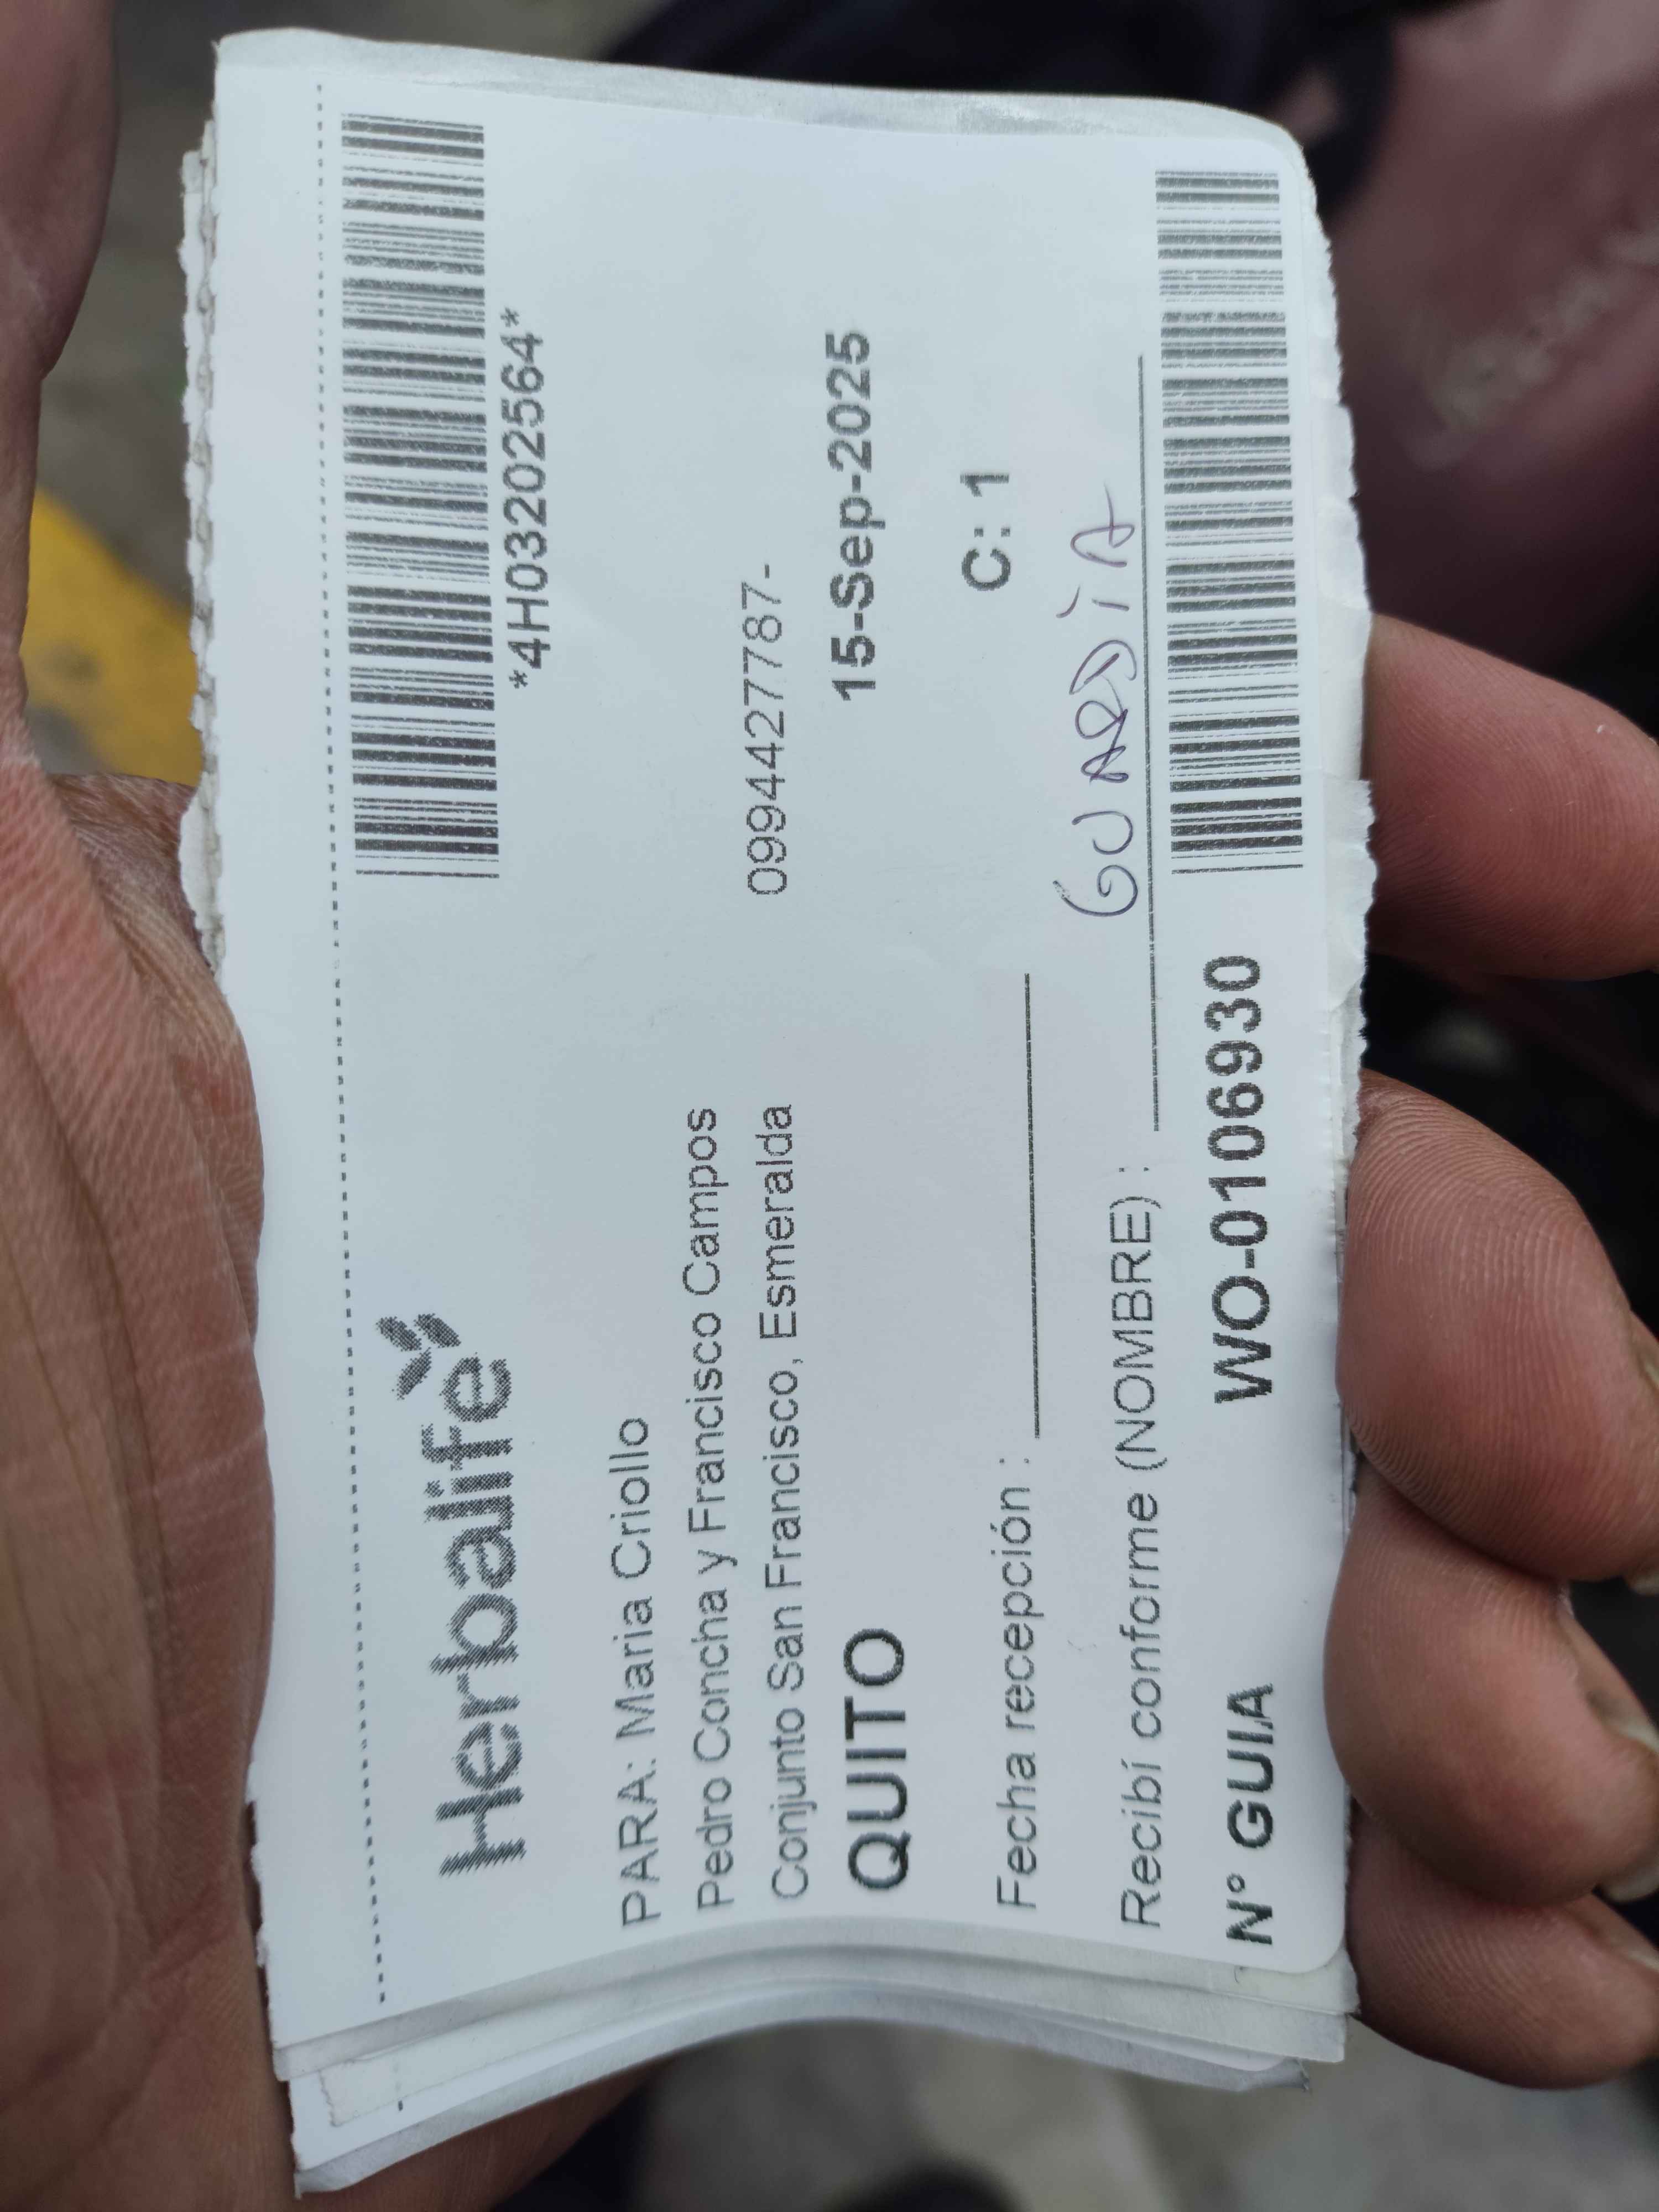 Herbalife
*4H03202564*
PARA: Maria Criollo
Pedro Concha y Francisco Campos
Conjunto San Francisco, Esmeralda 0994427787-
QUITO 15-Sep-2025
C: 1
Fecha recepción :
Recibí conforme (NOMBRE) : GUARDIA
N° GUIA WO-0106930